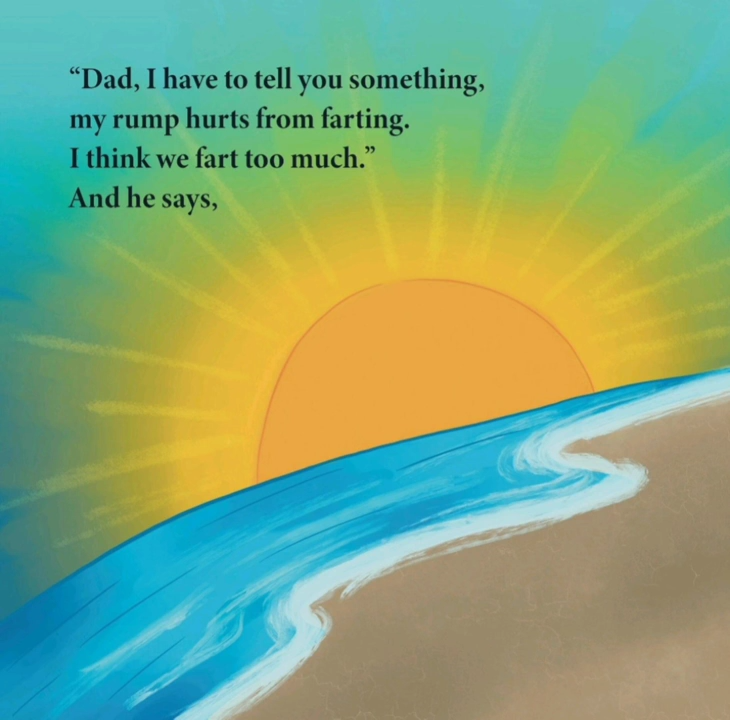 “Dad, I have to tell you something,
my rump hurts from farting.
I think we fart too much.”
And he says,